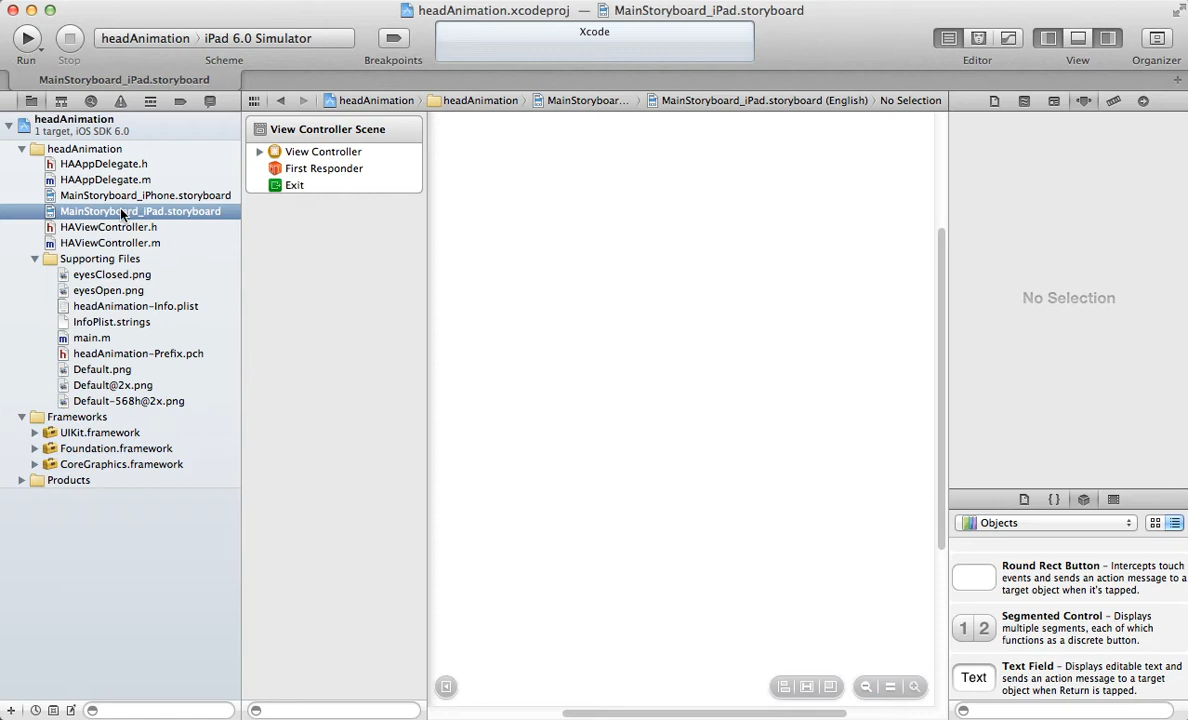 headAnimation.xcodeproj — MainStoryboard_iPad.storyboard
headAnimation › iPad 6.0 Simulator
Xcode
Run Stop Scheme Breakpoints Editor View Organizer
MainStoryboard_iPad.storyboard
headAnimation
1 target, iOS SDK 6.0
headAnimation
HAAppDelegate.h
HAAppDelegate.m
MainStoryboard_iPhone.storyboard
MainStoryboard_iPad.storyboard
HAViewController.h
HAViewController.m
Supporting Files
eyesClosed.png
eyesOpen.png
headAnimation-Info.plist
InfoPlist.strings
main.m
headAnimation-Prefix.pch
Default.png
Default@2x.png
Default-568h@2x.png
Frameworks
UIKit.framework
Foundation.framework
CoreGraphics.framework
Products
headAnimation › headAnimation › MainStoryboar... › MainStoryboard_iPad.storyboard (English) › No Selection
View Controller Scene
View Controller
First Responder
Exit
No Selection
Objects
Round Rect Button – Intercepts touch
events and sends an action message to a
target object when it's tapped.
1 2
Segmented Control – Displays
multiple segments, each of which
functions as a discrete button.
Text
Text Field – Displays editable text and
sends an action message to a target
object when Return is tapped.